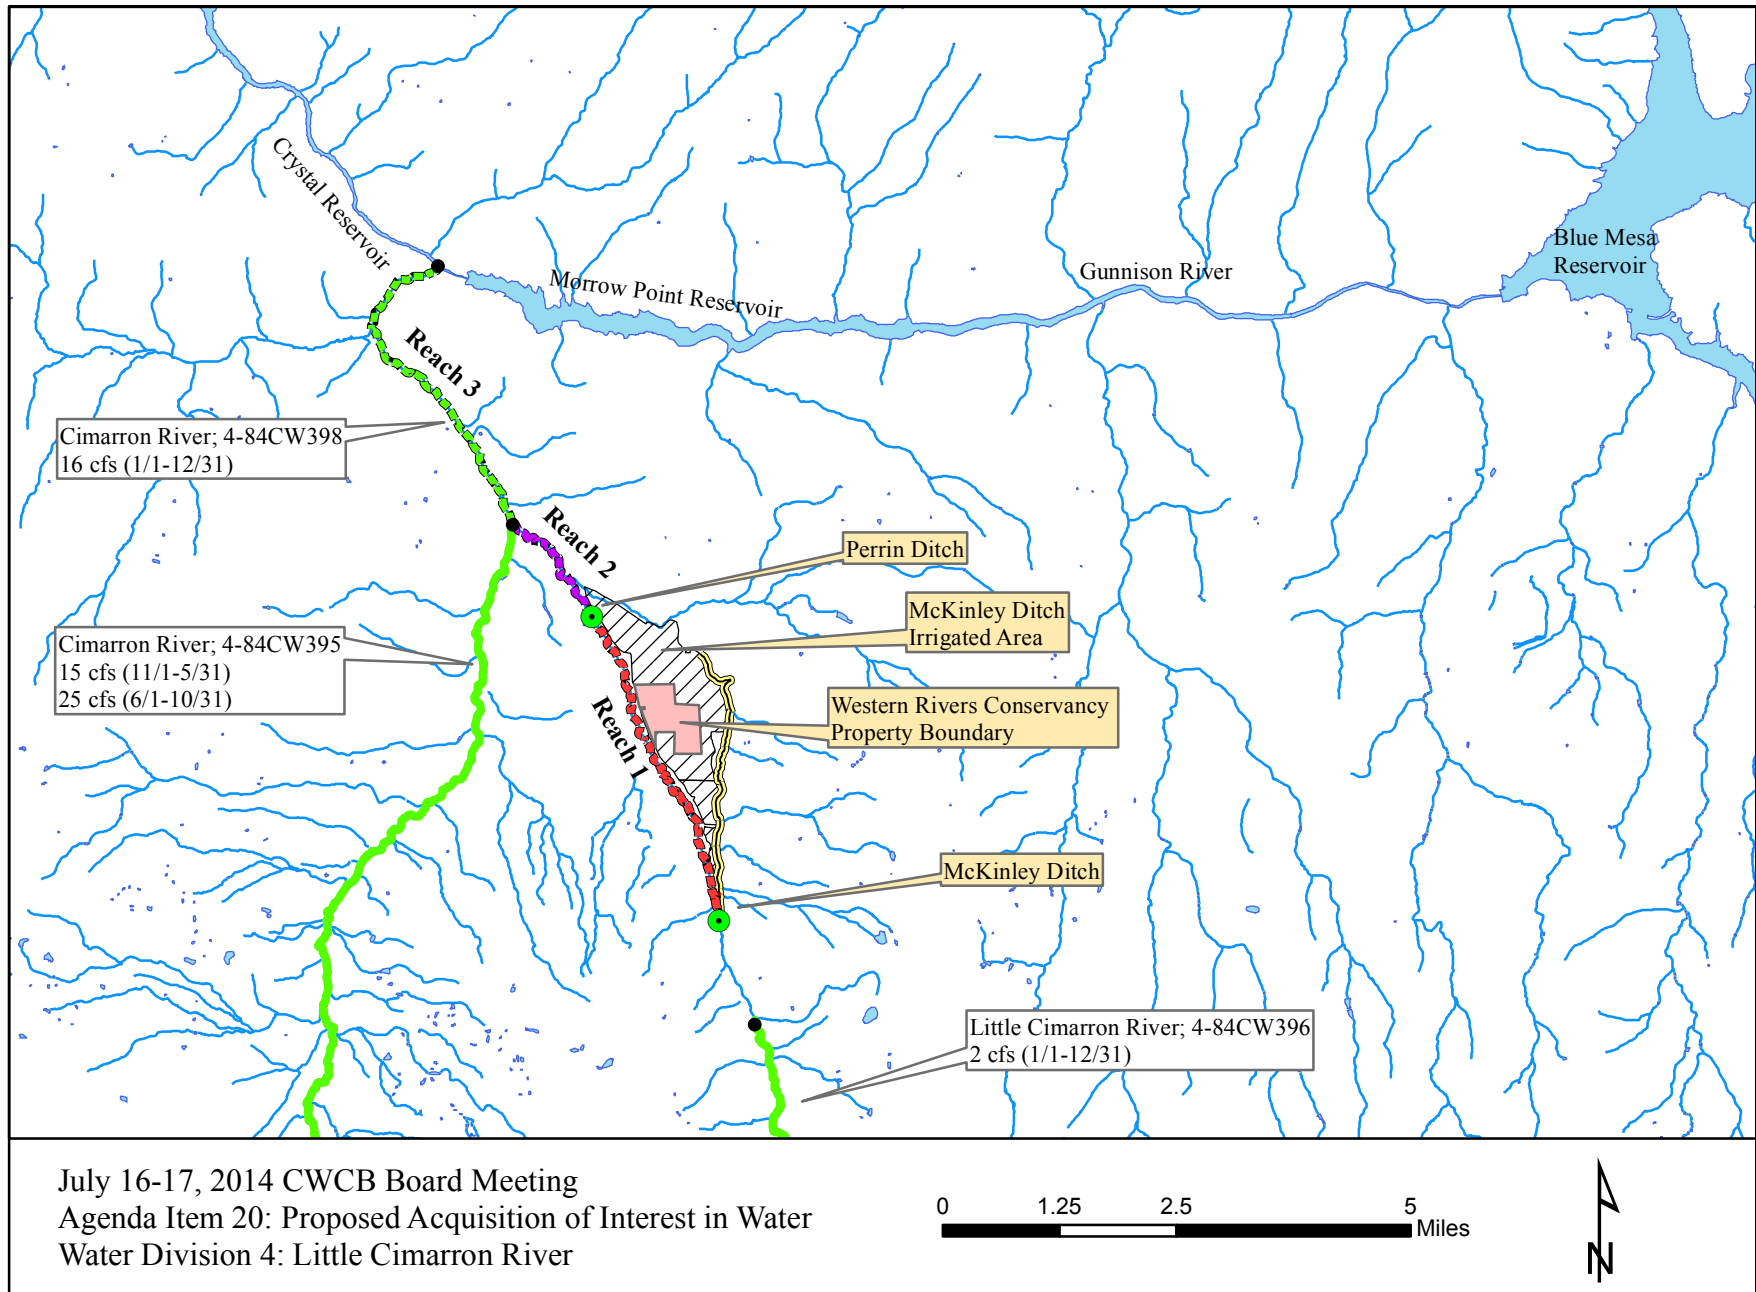 Crystal Reservoir
Morrow Point Reservoir
Gunnison River
Blue Mesa
Reservoir
Reach 3
Cimarron River; 4-84CW398
16 cfs (1/1-12/31)
Reach 2
Perrin Ditch
McKinley Ditch
Irrigated Area
Cimarron River; 4-84CW395
15 cfs (11/1-5/31)
25 cfs (6/1-10/31)
Western Rivers Conservancy
Property Boundary
Reach 1
McKinley Ditch
Little Cimarron River; 4-84CW396
2 cfs (1/1-12/31)
July 16-17, 2014 CWCB Board Meeting
Agenda Item 20: Proposed Acquisition of Interest in Water
Water Division 4: Little Cimarron River
0 1.25 2.5 5
Miles
N